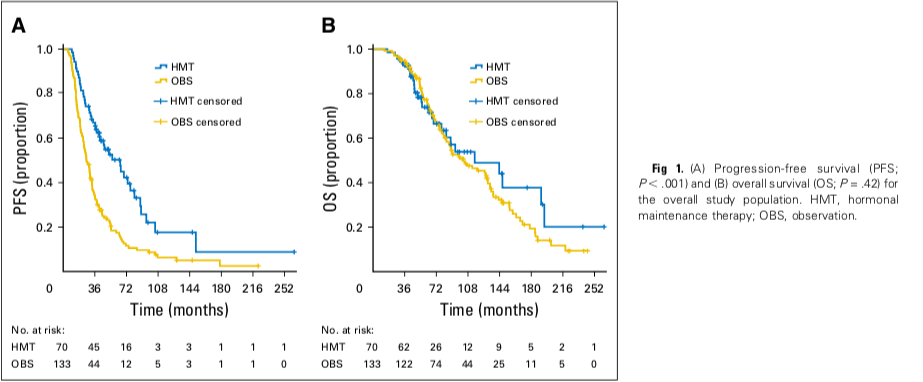 A
B
1.0
0.8
0.6
0.4
0.2
0
PFS (proportion)
HMT
OBS
HMT censored
OBS censored
36 72 108 144 180 216 252
Time (months)
No. at risk:
HMT 70 45 16 3 3 1 1 1
OBS 133 44 12 5 3 1 1 0
1.0
0.8
0.6
0.4
0.2
0
OS (proportion)
HMT
OBS
HMT censored
OBS censored
36 72 108 144 180 216 252
Time (months)
No. at risk:
HMT 70 62 26 12 9 5 2 1
OBS 133 122 74 44 25 11 5 0
Fig 1. (A) Progression-free survival (PFS;
P < .001) and (B) overall survival (OS; P = .42) for
the overall study population. HMT, hormonal
maintenance therapy; OBS, observation.